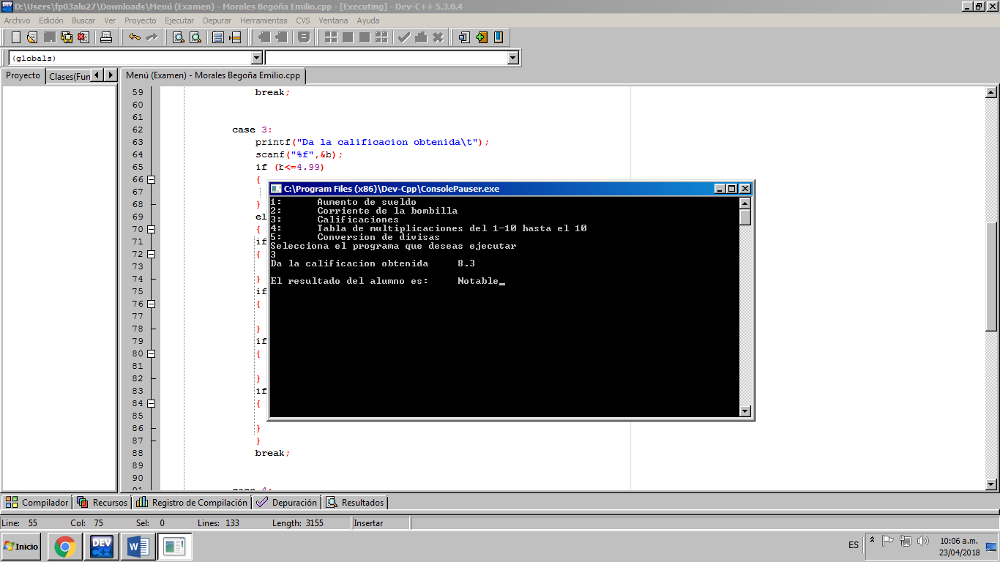 D:\Users\fp03alu27\Downloads\Menú (Examen) - Morales Begoña Emilio.cpp - [Executing] - Dev-C++ 5.3.0.4
Archivo Edición Buscar Ver Proyecto Ejecutar Depurar Herramientas CVS Ventana Ayuda
(globals)
Proyecto Clases(Fun Menú (Examen) - Morales Begoña Emilio.cpp
59 break;
60
61
62 case 3:
63 printf("Da la calificacion obtenida\t");
64 scanf("%f",&b);
65 if (b<=4.99)
66 {
67
68 }
69 el
70 {
71 if
72 {
73
74 }
75 if
76 {
77
78 }
79 if
80 {
81
82 }
83 if
84 {
85
86 }
87 }
88 break;
89
90
91 case 4:
C:\Program Files (x86)\Dev-Cpp\ConsolePauser.exe
1: Aumento de sueldo
2: Corriente de la bombilla
3: Calificaciones
4: Tabla de multiplicaciones del 1-10 hasta el 10
5: Conversion de divisas
Selecciona el programa que deseas ejecutar
3
Da la calificacion obtenida 8.3
El resultado del alumno es: Notable_
Compilador Recursos Registro de Compilación Depuración Resultados
Line: 55 Col: 75 Sel: 0 Lines: 133 Length: 3155 Insertar
Inicio DEV C++ W ES 10:06 a.m.
23/04/2018